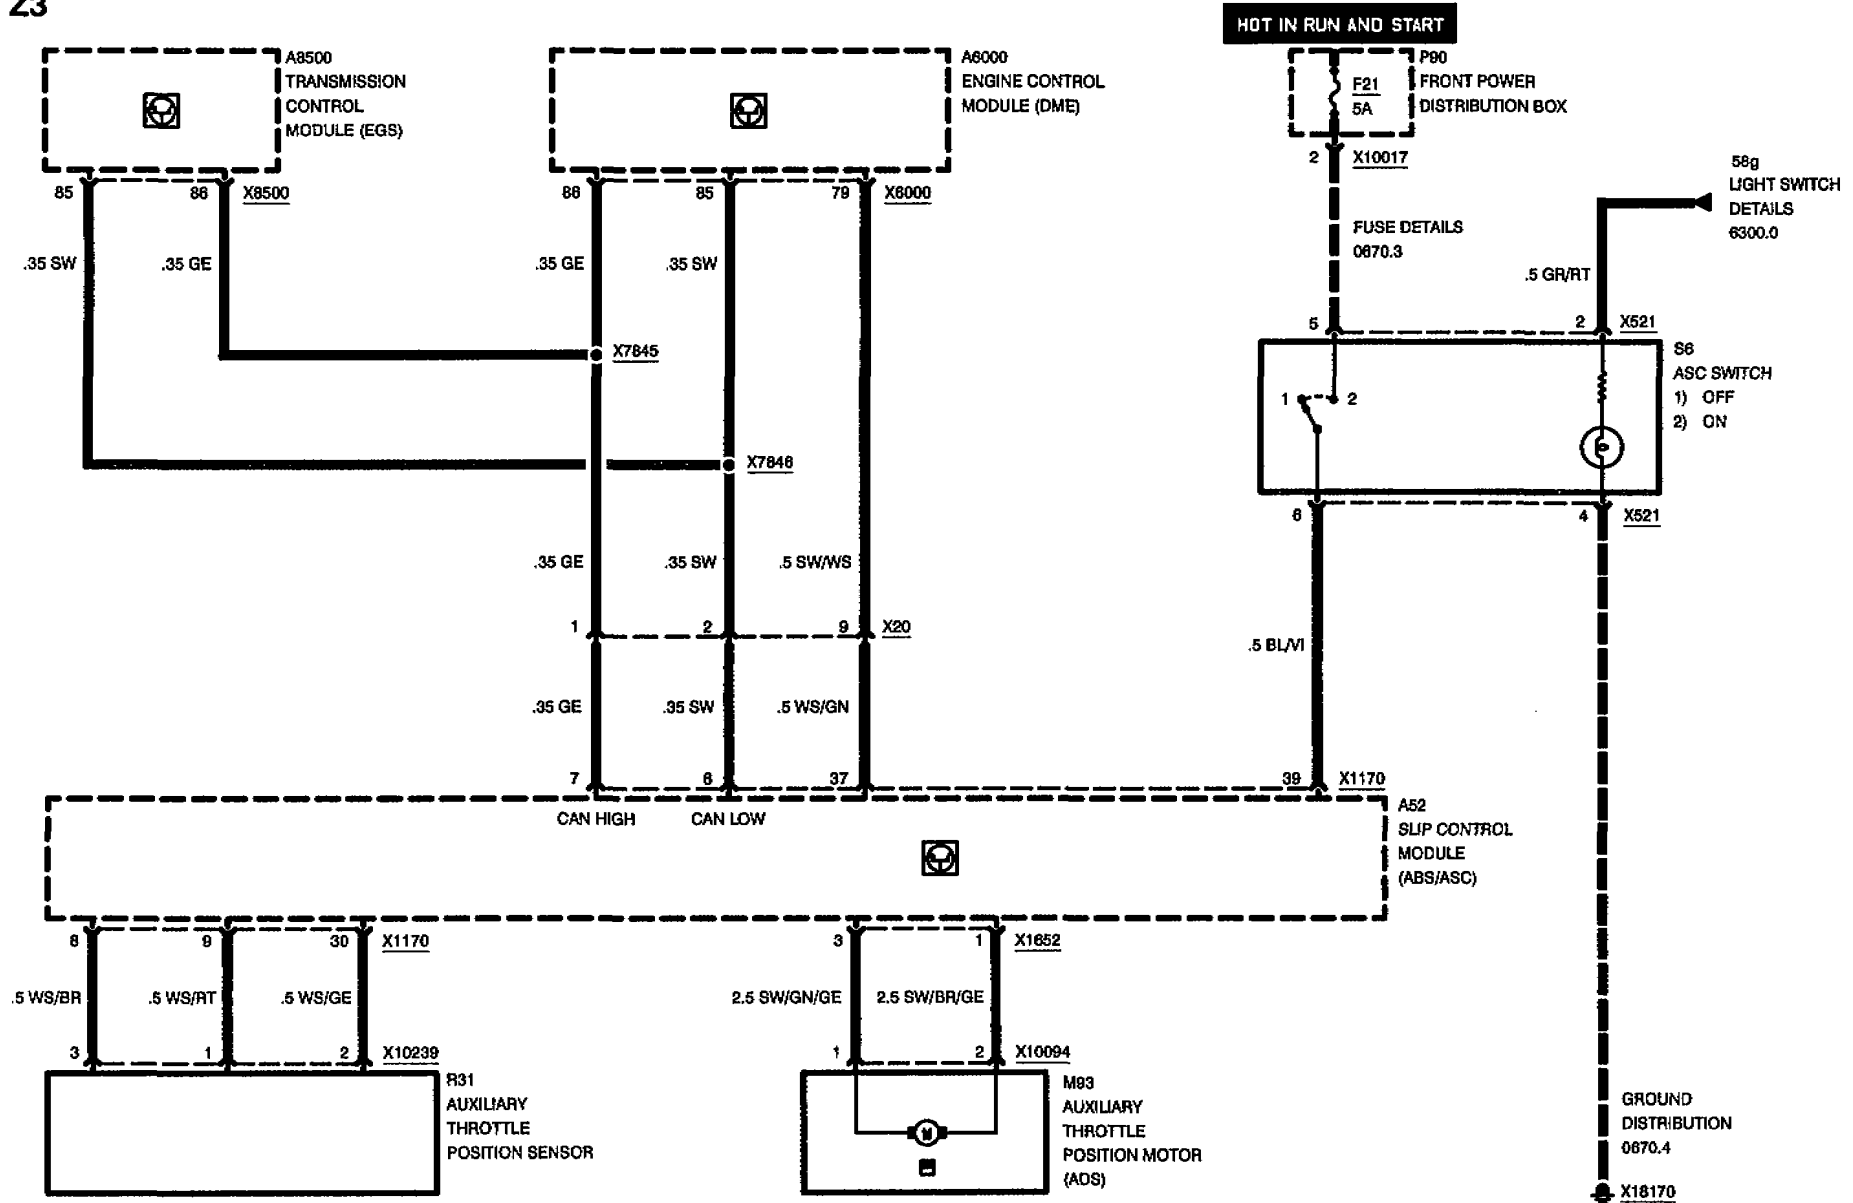 Z3
HOT IN RUN AND START
A8500
TRANSMISSION
CONTROL
MODULE (EGS)
A6000
ENGINE CONTROL
MODULE (DME)
F21
5A
P90
FRONT POWER
DISTRIBUTION BOX
2 X10017
58g
LIGHT SWITCH
DETAILS
6300.0
85 86 X8500
86 85 79 X6000
FUSE DETAILS
0670.3
.35 SW .35 GE .35 GE .35 SW
.5 GR/RT
5 2 X521
X7845
S6
ASC SWITCH
1) OFF
2) ON
1 2
X7846
6 4 X521
.35 GE .35 SW .5 SW/WS
1 2 9 X20
.5 BL/VI
.35 GE .35 SW .5 WS/GN
7 6 37 39 X1170
CAN HIGH CAN LOW
A52
SLIP CONTROL
MODULE
(ABS/ASC)
8 9 30 X1170
3 1 X1652
.5 WS/BR .5 WS/RT .5 WS/GE
2.5 SW/GN/GE 2.5 SW/BR/GE
3 1 2 X10239
1 2 X10094
R31
AUXILIARY
THROTTLE
POSITION SENSOR
M
M93
AUXILIARY
THROTTLE
POSITION MOTOR
(ADS)
GROUND
DISTRIBUTION
0670.4
X18170